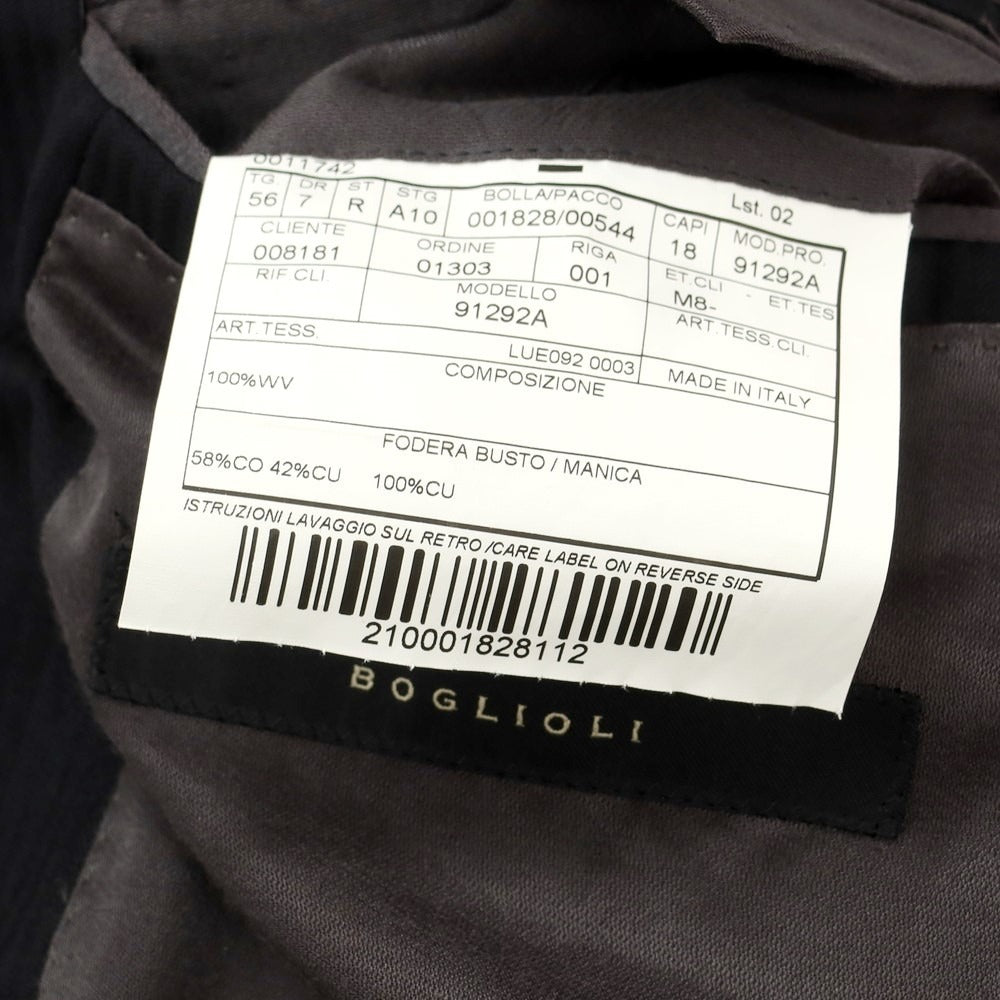 0011742
Lst. 02
TG DR ST STG BOLLA/PACCO CAPI MOD.PRO.
56 7 R A10 001828/00544 18 91292A
CLIENTE ORDINE RIGA ET.CLI - ET.TES
008181 01303 001 M8-
RIF.CLI. MODELLO ART.TESS.CLI.
91292A
ART.TESS. LUE092 0003 MADE IN ITALY
COMPOSIZIONE
100%WV
FODERA BUSTO / MANICA
58%CO 42%CU 100%CU
ISTRUZIONI LAVAGGIO SUL RETRO /CARE LABEL ON REVERSE SIDE
210001828112
BOGLIOLI